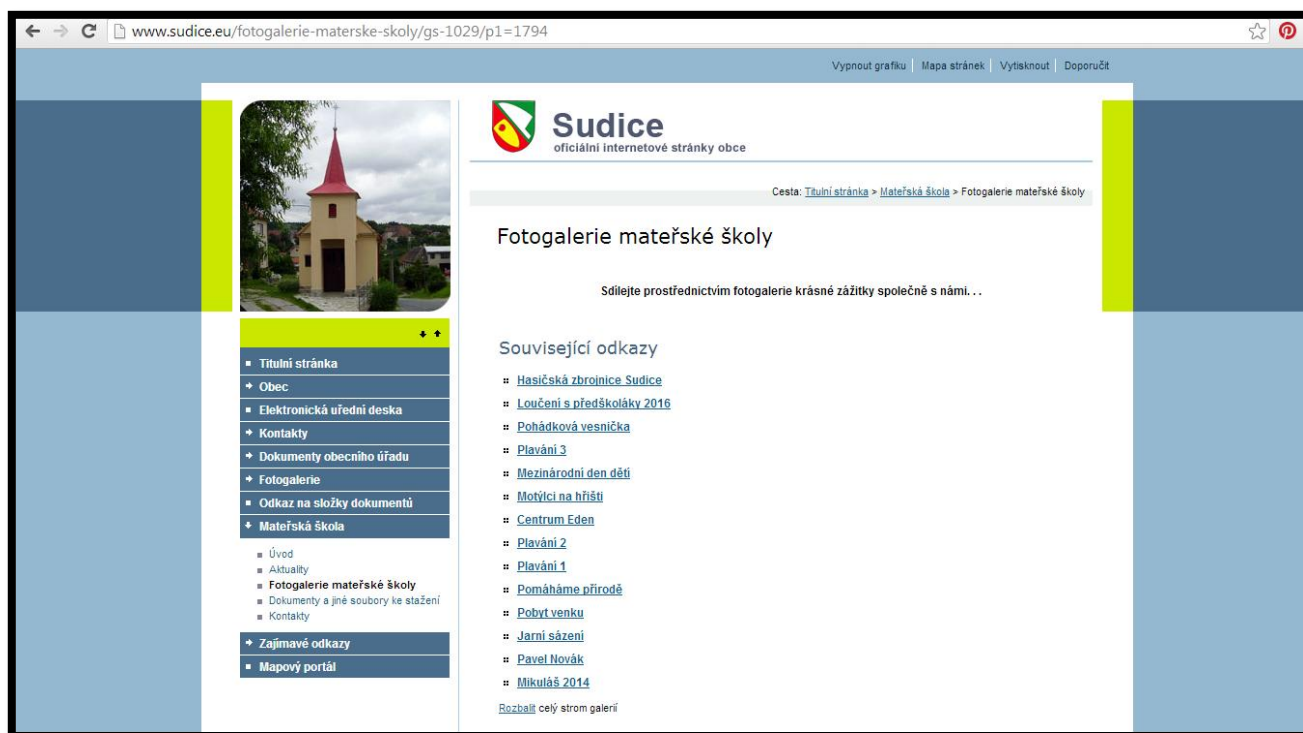 www.sudice.eu/fotogalerie-materske-skoly/gs-1029/p1=1794
Vypnout grafiku | Mapa stránek | Vytisknout | Doporučit
Sudice
oficiální internetové stránky obce
Cesta: Titulní stránka > Mateřská škola > Fotogalerie mateřské školy
Fotogalerie mateřské školy
Sdílejte prostřednictvím fotogalerie krásné zážitky společně s námi. . .
Titulní stránka
Obec
Elektronická úřední deska
Kontakty
Dokumenty obecního úřadu
Fotogalerie
Odkaz na složky dokumentů
Mateřská škola
Úvod
Aktuality
Fotogalerie mateřské školy
Dokumenty a jiné soubory ke stažení
Kontakty
Zajímavé odkazy
Mapový portál
Související odkazy
Hasičská zbrojnice Sudice
Loučení s předškoláky 2016
Pohádková vesnička
Plavání 3
Mezinárodní den dětí
Motýlci na hřišti
Centrum Eden
Plavání 2
Plavání 1
Pomáháme přírodě
Pobyt venku
Jarní sázení
Pavel Novák
Mikuláš 2014
Rozbalit celý strom galerií